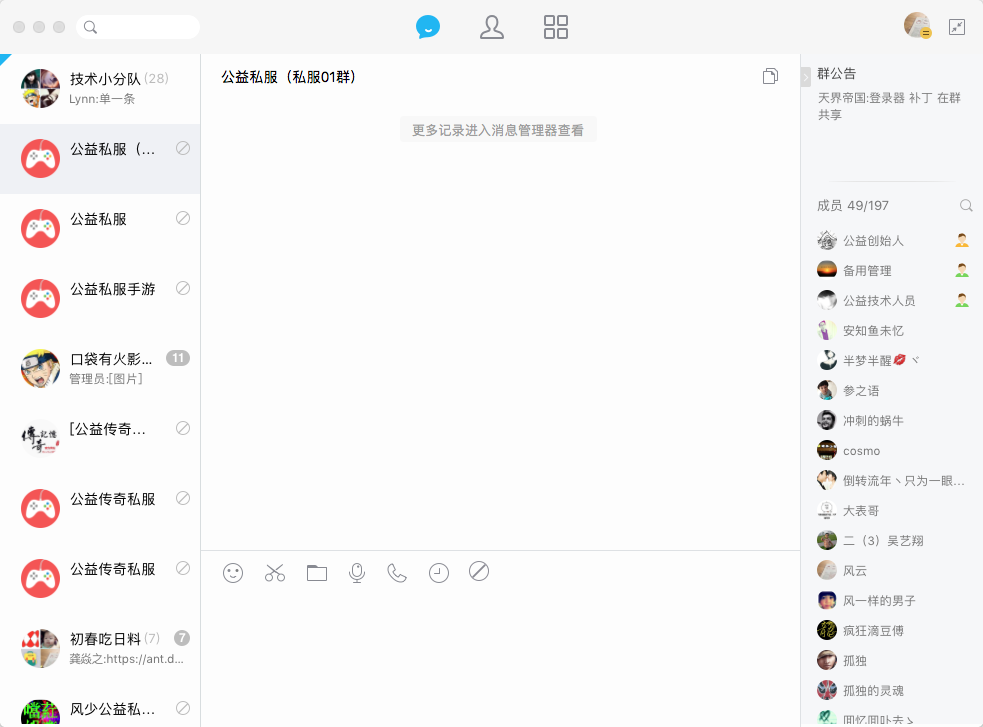 技术小分队 (28)
Lynn:单一条
公益私服（...
公益私服
公益私服手游
口袋有火影... 11
管理员:[图片]
[公益传奇...
公益传奇私服
公益传奇私服
初春吃日料 (7) 7
龚焱之:https://ant.d...
风少公益私...
公益私服（私服01群）
更多记录进入消息管理器查看
群公告
天界帝国:登录器 补丁 在群
共享
成员 49/197
公益创始人
备用管理
公益技术人员
安知鱼未忆
半梦半醒💋ヾ
参之语
冲刺的蜗牛
cosmo
倒转流年丶只为一眼...
大表哥
二（3）吴艺翔
风云
风一样的男子
疯狂滴豆傅
孤独
孤独的灵魂